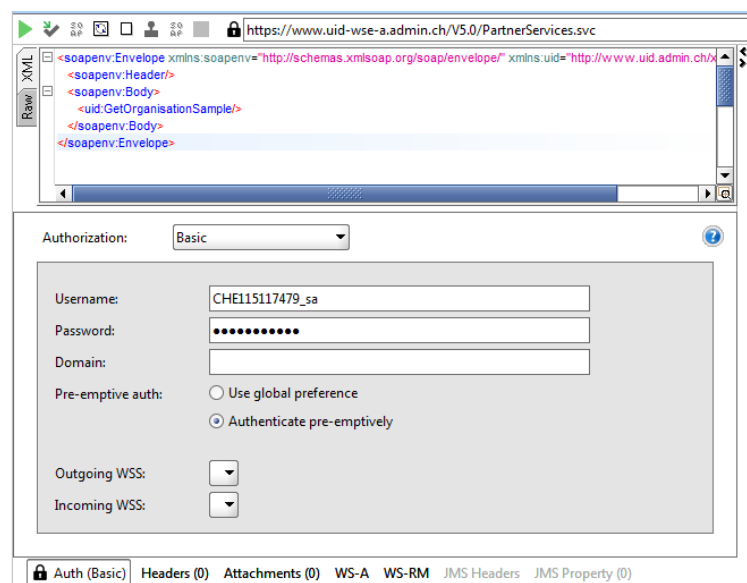 https://www.uid-wse-a.admin.ch/V5.0/PartnerServices.svc
XML
Raw
<soapenv:Envelope xmlns:soapenv="http://schemas.xmlsoap.org/soap/envelope/" xmlns:uid="http://www.uid.admin.ch/x
<soapenv:Header/>
<soapenv:Body>
<uid:GetOrganisationSample/>
</soapenv:Body>
</soapenv:Envelope>
Authorization: Basic
Username: CHE115117479_sa
Password: ●●●●●●●●●●●
Domain:
Pre-emptive auth: Use global preference
Authenticate pre-emptively
Outgoing WSS:
Incoming WSS:
Auth (Basic) Headers (0) Attachments (0) WS-A WS-RM JMS Headers JMS Property (0)